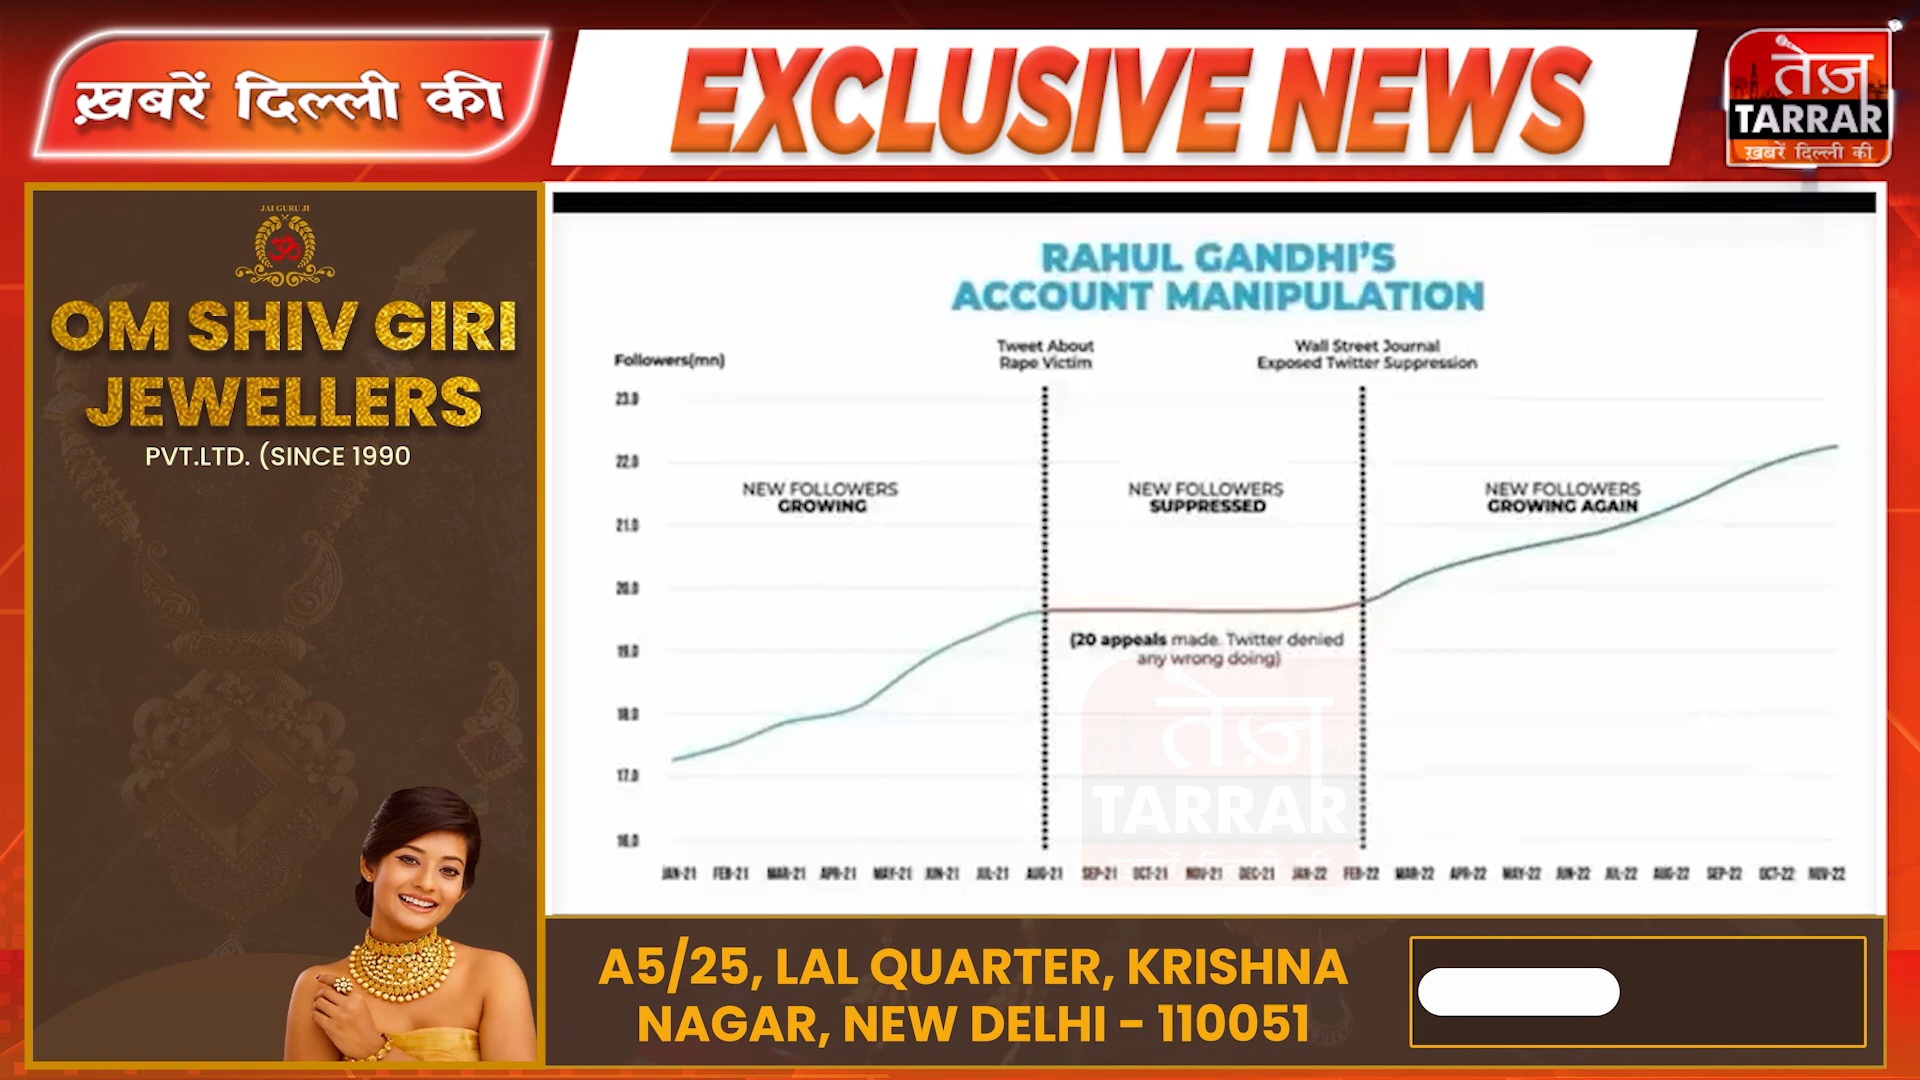 ख़बरें दिल्ली की
EXCLUSIVE NEWS
तेज़
TARRAR
ख़बरें दिल्ली की
JAI GURU JI
ॐ
OM SHIV GIRI
JEWELLERS
PVT.LTD. (SINCE 1990
RAHUL GANDHI'S
ACCOUNT MANIPULATION
Followers(mn)
Tweet About
Rape Victim
Wall Street Journal
Exposed Twitter Suppression
23.0
22.0
21.0
20.0
19.0
18.0
17.0
16.0
NEW FOLLOWERS
GROWING
NEW FOLLOWERS
SUPPRESSED
NEW FOLLOWERS
GROWING AGAIN
(20 appeals made. Twitter denied
any wrong doing)
तेज़
TARRAR
ख़बरें दिल्ली की
JAN-21 FEB-21 MAR-21 APR-21 MAY-21 JUN-21 JUL-21 AUG-21 SEP-21 OCT-21 NOV-21 DEC-21 JAN-22 FEB-22 MAR-22 APR-22 MAY-22 JUN-22 JUL-22 AUG-22 SEP-22 OCT-22 NOV-22
A5/25, LAL QUARTER, KRISHNA
NAGAR, NEW DELHI - 110051